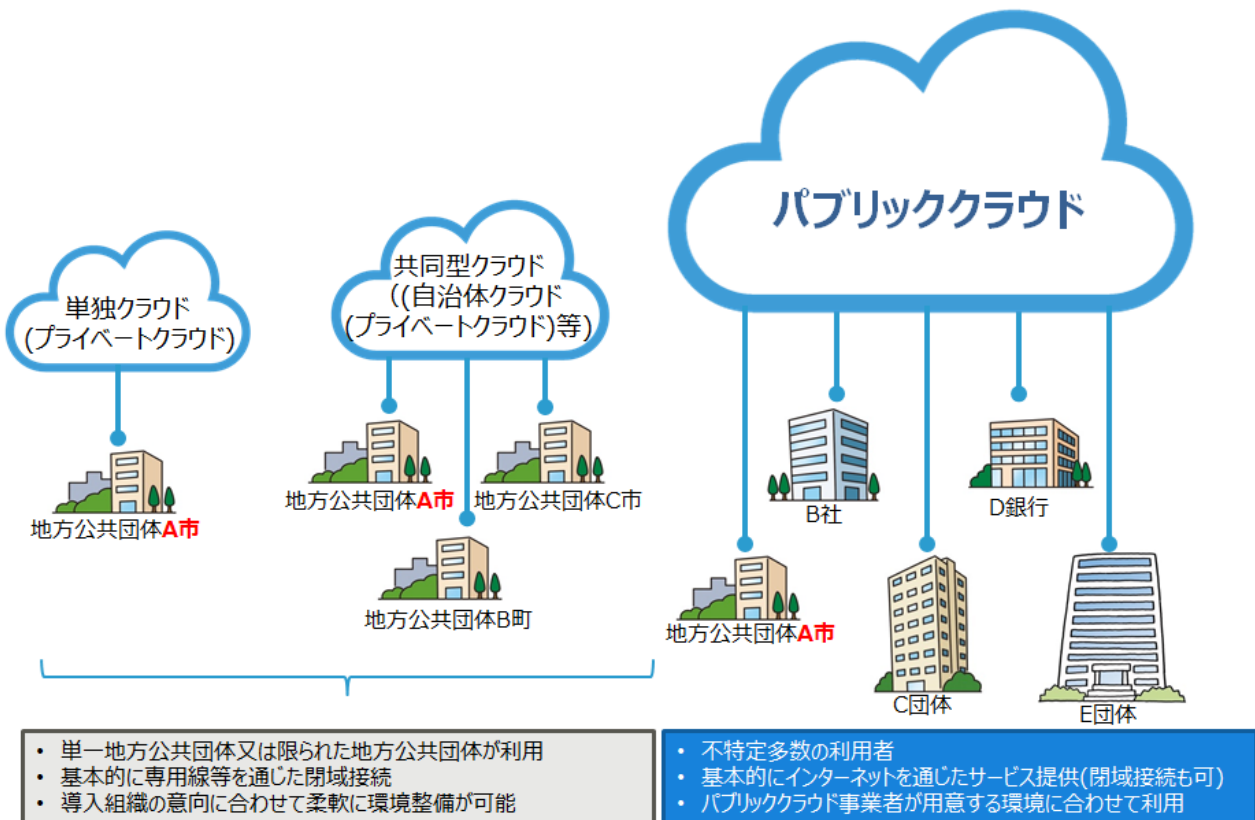 単独クラウド
(プライベートクラウド)
地方公共団体A市
共同型クラウド
((自治体クラウド
(プライベートクラウド)等)
地方公共団体A市
地方公共団体C市
地方公共団体B町
パブリッククラウド
B社
D銀行
地方公共団体A市
C団体
E団体
• 単一地方公共団体又は限られた地方公共団体が利用
• 基本的に専用線等を通じた閉域接続
• 導入組織の意向に合わせて柔軟に環境整備が可能
• 不特定多数の利用者
• 基本的にインターネットを通じたサービス提供(閉域接続も可)
• パブリッククラウド事業者が用意する環境に合わせて利用